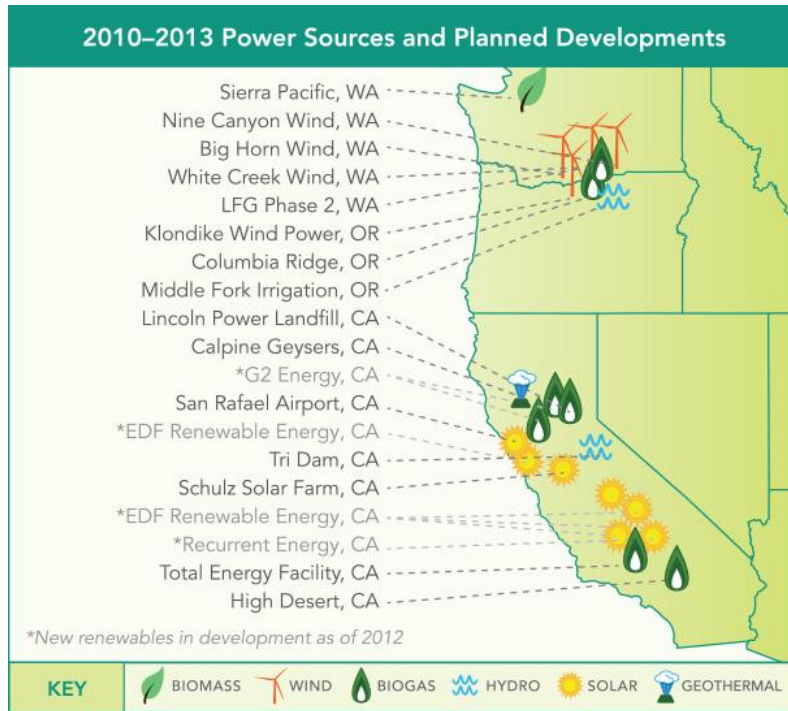 2010–2013 Power Sources and Planned Developments
Sierra Pacific, WA
Nine Canyon Wind, WA
Big Horn Wind, WA
White Creek Wind, WA
LFG Phase 2, WA
Klondike Wind Power, OR
Columbia Ridge, OR
Middle Fork Irrigation, OR
Lincoln Power Landfill, CA
Calpine Geysers, CA
*G2 Energy, CA
San Rafael Airport, CA
*EDF Renewable Energy, CA
Tri Dam, CA
Schulz Solar Farm, CA
*EDF Renewable Energy, CA
*Recurrent Energy, CA
Total Energy Facility, CA
High Desert, CA
*New renewables in development as of 2012
KEY BIOMASS WIND BIOGAS HYDRO SOLAR GEOTHERMAL